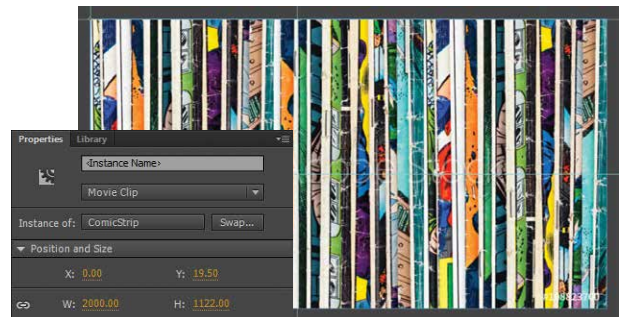 Properties Library
<Instance Name>
Movie Clip
Instance of: ComicStrip Swap...
Position and Size
X: 0.00 Y: 19.50
W: 2000.00 H: 1122.00